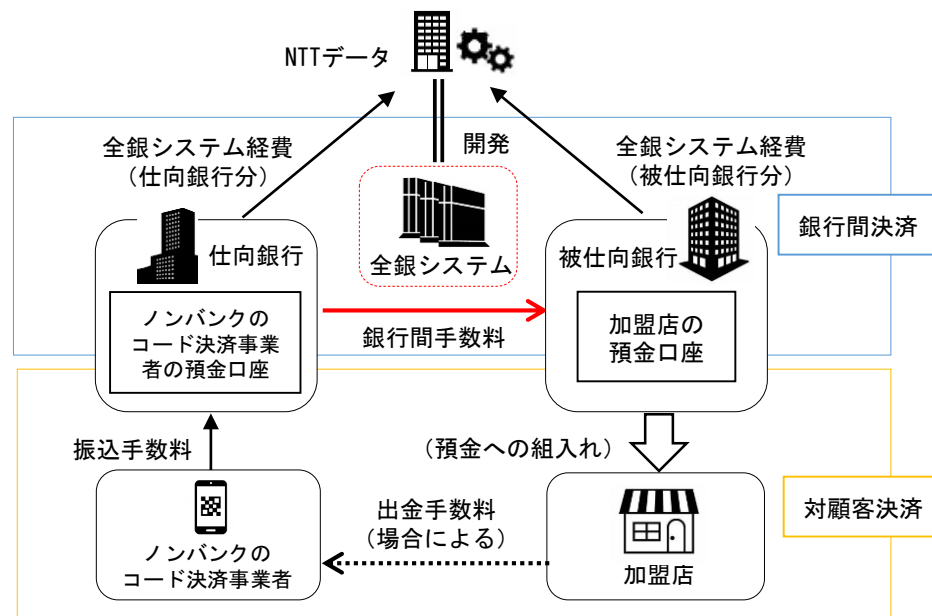 NTTデータ
全銀システム経費
（仕向銀行分）
開発
全銀システム経費
（被仕向銀行分）
銀行間決済
仕向銀行
全銀システム
被仕向銀行
ノンバンクの
コード決済事業
者の預金口座
銀行間手数料
加盟店の
預金口座
振込手数料
（預金への組入れ）
対顧客決済
出金手数料
（場合による）
ノンバンクの
コード決済事業者
加盟店